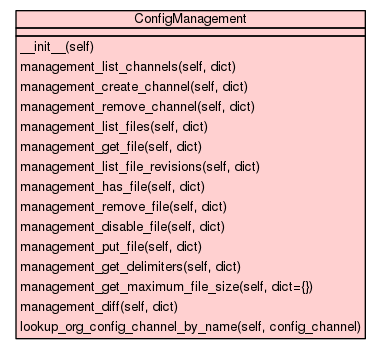 ConfigManagement
__init__(self)
management_list_channels(self, dict)
management_create_channel(self, dict)
management_remove_channel(self, dict)
management_list_files(self, dict)
management_get_file(self, dict)
management_list_file_revisions(self, dict)
management_has_file(self, dict)
management_remove_file(self, dict)
management_disable_file(self, dict)
management_put_file(self, dict)
management_get_delimiters(self, dict)
management_get_maximum_file_size(self, dict={})
management_diff(self, dict)
lookup_org_config_channel_by_name(self, config_channel)